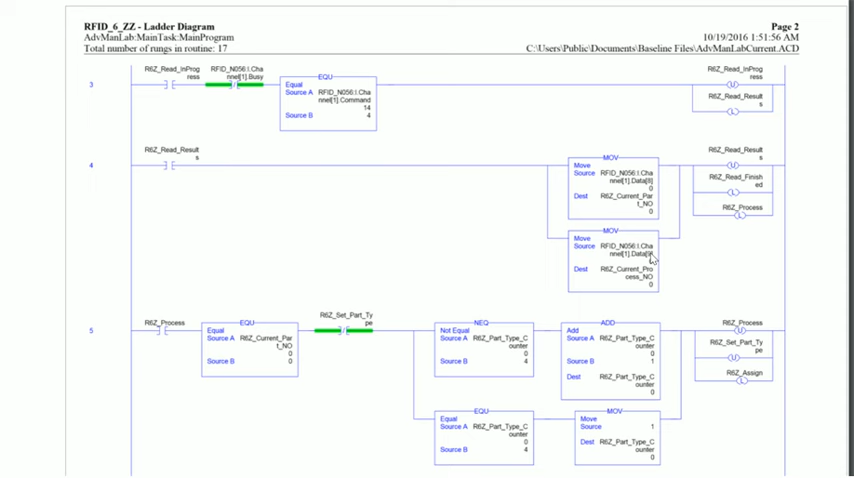 RFID_6_ZZ - Ladder Diagram
Page 2
AdvManLab:MainTask:MainProgram
10/19/2016 1:51:56 AM
Total number of rungs in routine: 17
C:\Users\Public\Documents\Baseline Files\AdvManLabCurrent.ACD
3
R6Z_Read_InProg
ress
RFID_N056:I.Cha
nnel[1].Busy
EQU
Equal
Source A RFID_N056:I.Cha
nnel[1].Command
14
Source B 4
R6Z_Read_InProg
ress
U
R6Z_Read_Result
s
L
4
R6Z_Read_Result
s
MOV
Move
Source RFID_N056:I.Cha
nnel[1].Data[8]
0
Dest R6Z_Current_Par
t_NO
0
MOV
Move
Source RFID_N056:I.Cha
nnel[1].Data[9]
Dest R6Z_Current_Pro
cess_NO
0
R6Z_Read_Result
s
U
R6Z_Read_Finish
ed
L
R6Z_Process
L
5
R6Z_Process
EQU
Equal
Source A R6Z_Current_Par
t_NO
0
Source B 0
R6Z_Set_Part_Ty
pe
NEQ
Not Equal
Source A R6Z_Part_Type_C
ounter
0
Source B 4
ADD
Add
Source A R6Z_Part_Type_C
ounter
0
Source B 1
Dest R6Z_Part_Type_C
ounter
0
EQU
Equal
Source A R6Z_Part_Type_C
ounter
0
Source B 4
MOV
Move
Source 1
Dest R6Z_Part_Type_C
ounter
0
R6Z_Process
U
R6Z_Set_Part_Ty
pe
U
R6Z_Assign
L